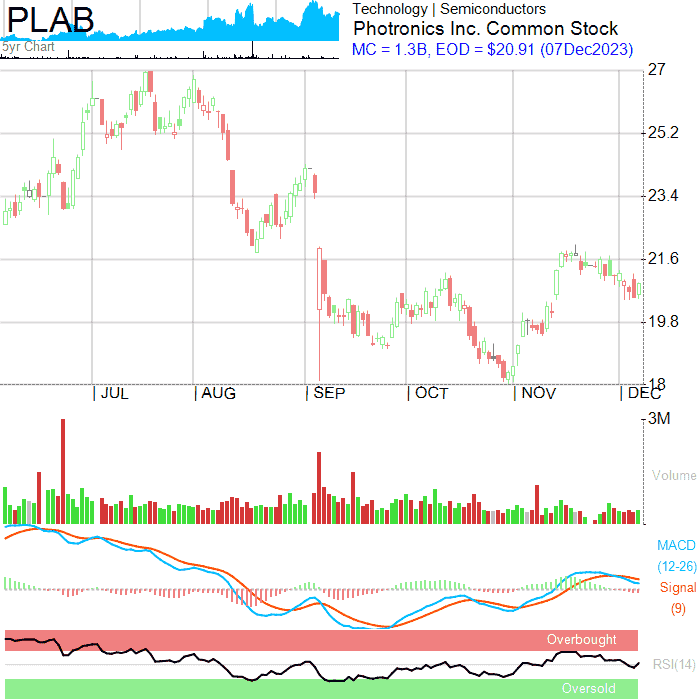 PLAB
5yr Chart
Technology | Semiconductors
Photronics Inc. Common Stock
MC = 1.3B, EOD = $20.91 (07Dec2023)
27
25.2
23.4
21.6
19.8
18
| JUL | AUG | SEP | OCT | NOV | DEC
3M
Volume
MACD
(12-26)
Signal
(9)
Overbought
RSI(14)
Oversold